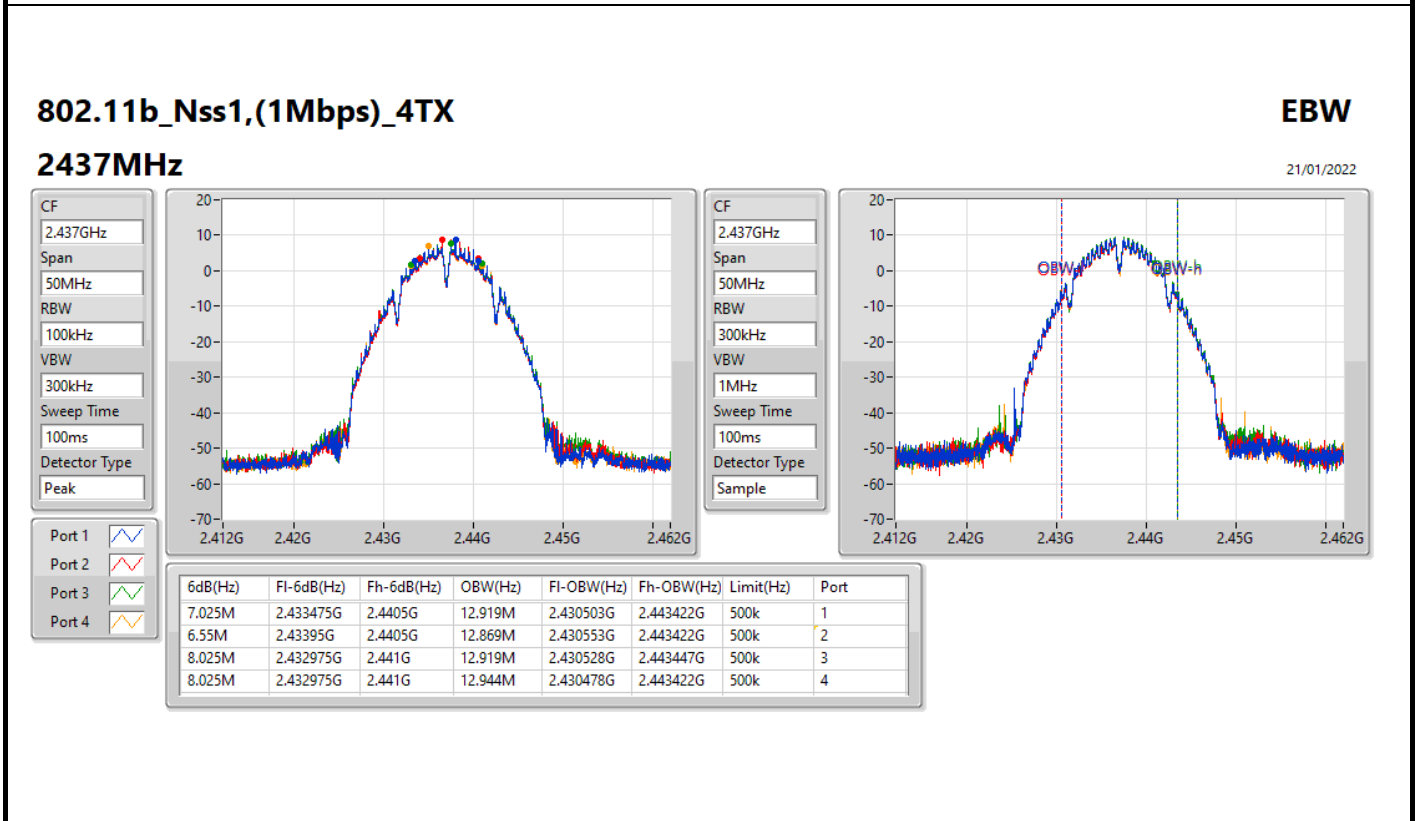 802.11b_Nss1,(1Mbps)_4TX EBW
2437MHz 21/01/2022
CF
2.437GHz
Span
50MHz
RBW
100kHz
VBW
300kHz
Sweep Time
100ms
Detector Type
Peak
20
10
0
-10
-20
-30
-40
-50
-60
-70
2.412G 2.42G 2.43G 2.44G 2.45G 2.462G
CF
2.437GHz
Span
50MHz
RBW
300kHz
VBW
1MHz
Sweep Time
100ms
Detector Type
Sample
20
10
0
-10
-20
-30
-40
-50
-60
-70
OBW-h
2.412G 2.42G 2.43G 2.44G 2.45G 2.462G
Port 1
Port 2
Port 3
Port 4
6dB(Hz) Fl-6dB(Hz) Fh-6dB(Hz) OBW(Hz) Fl-OBW(Hz) Fh-OBW(Hz) Limit(Hz) Port
7.025M 2.433475G 2.4405G 12.919M 2.430503G 2.443422G 500k 1
6.55M 2.43395G 2.4405G 12.869M 2.430553G 2.443422G 500k 2
8.025M 2.432975G 2.441G 12.919M 2.430528G 2.443447G 500k 3
8.025M 2.432975G 2.441G 12.944M 2.430478G 2.443422G 500k 4